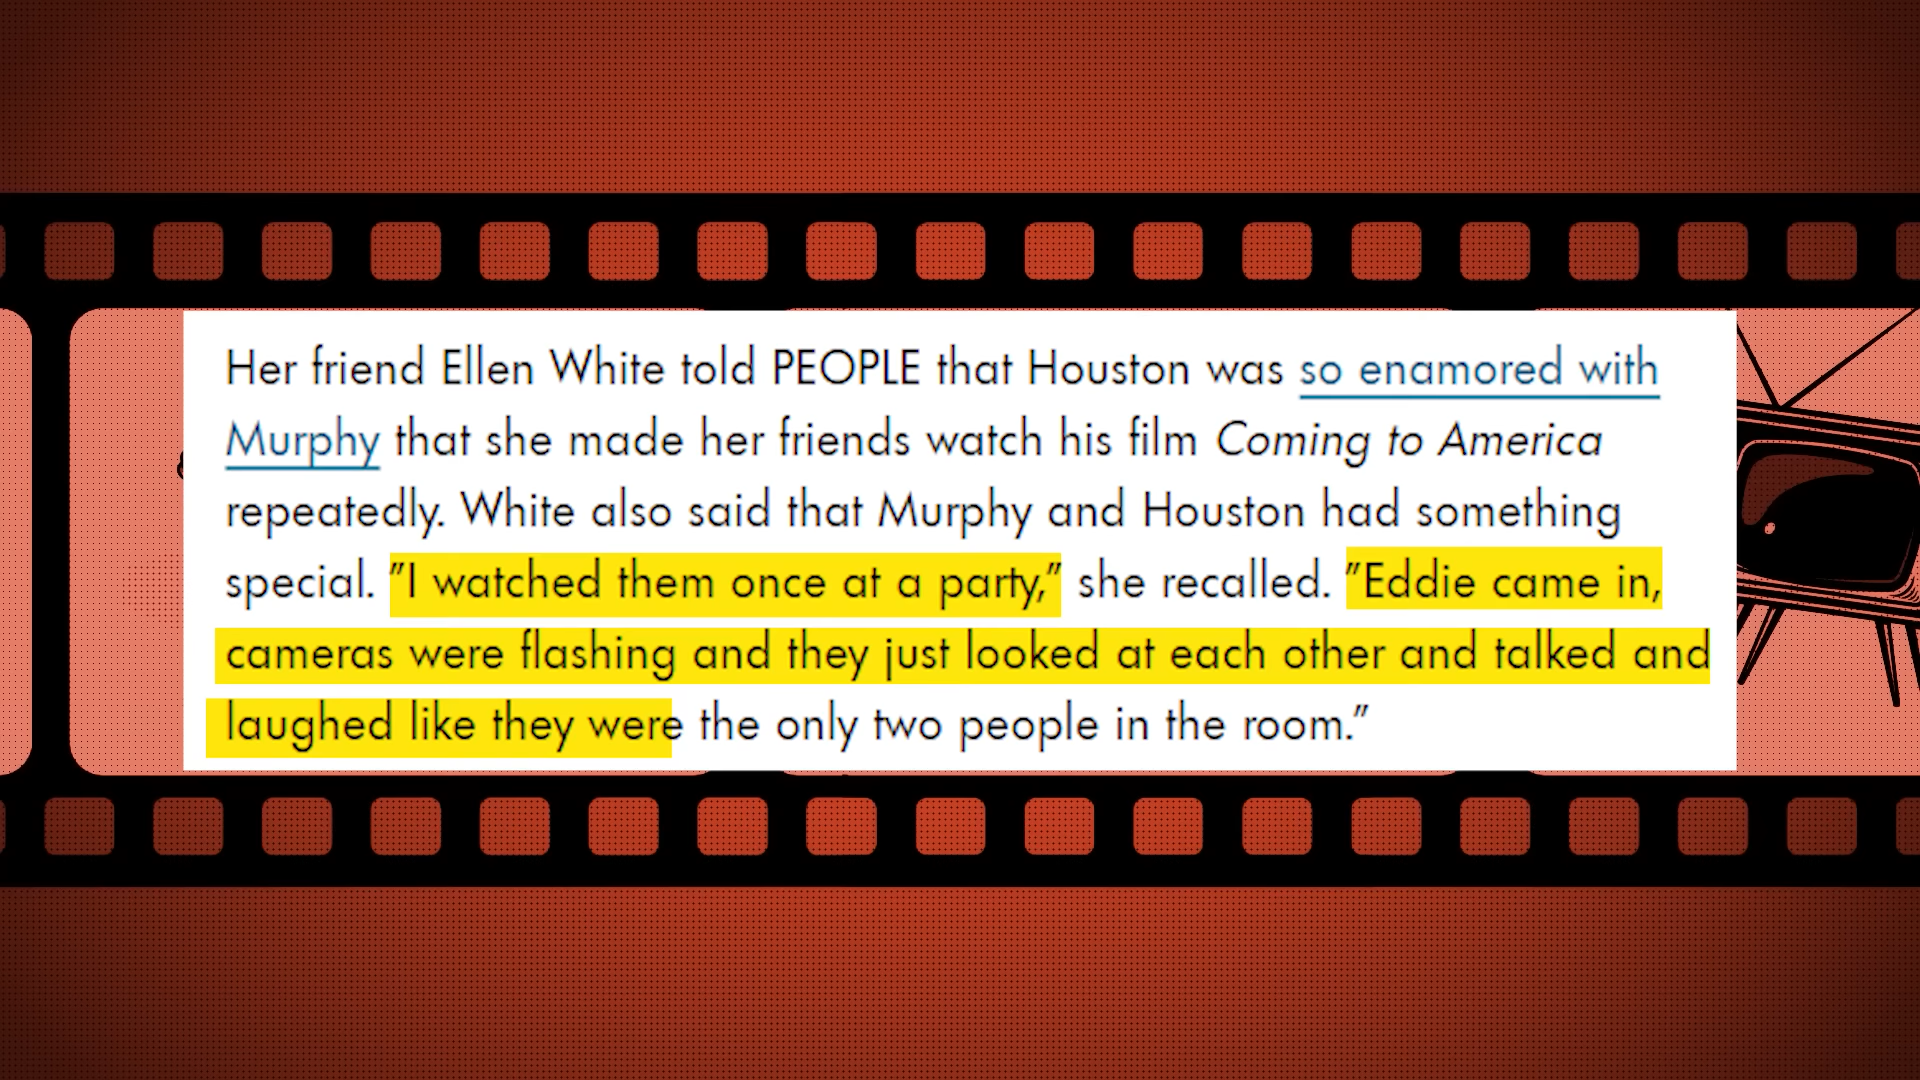 Her friend Ellen White told PEOPLE that Houston was so enamored with
Murphy that she made her friends watch his film Coming to America
repeatedly. White also said that Murphy and Houston had something
special. "I watched them once at a party," she recalled. "Eddie came in,
cameras were flashing and they just looked at each other and talked and
laughed like they were the only two people in the room."